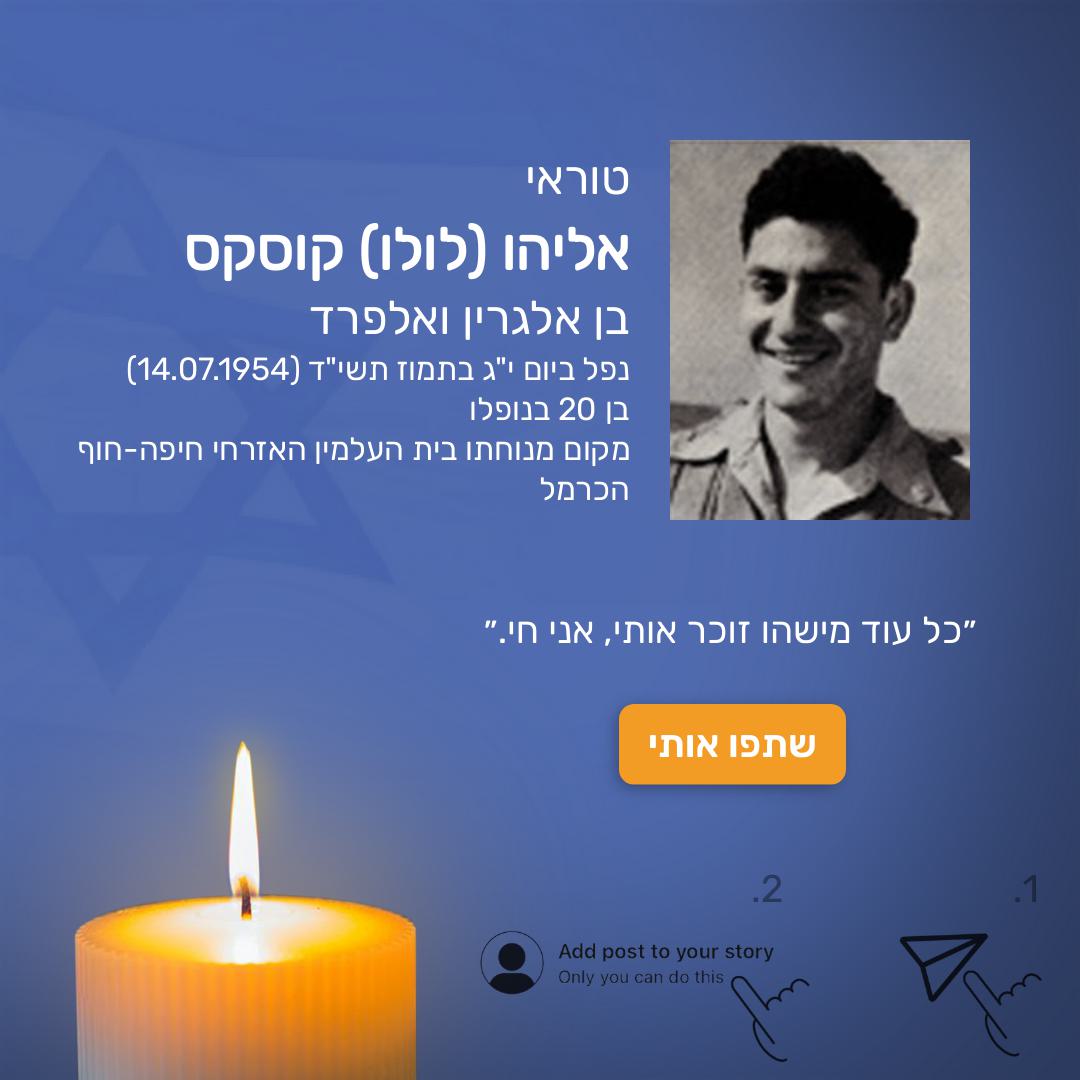 טוראי
אליהו (לולו) קוסקס
בן אלגרין ואלפרד
נפל ביום י"ג בתמוז תשי"ד (14.07.1954)
בן 20 בנופלו
מקום מנוחתו בית העלמין האזרחי חיפה-חוף
הכרמל
״כל עוד מישהו זוכר אותי, אני חי.״
שתפו אותי
.1
.2
Add post to your story
Only you can do this